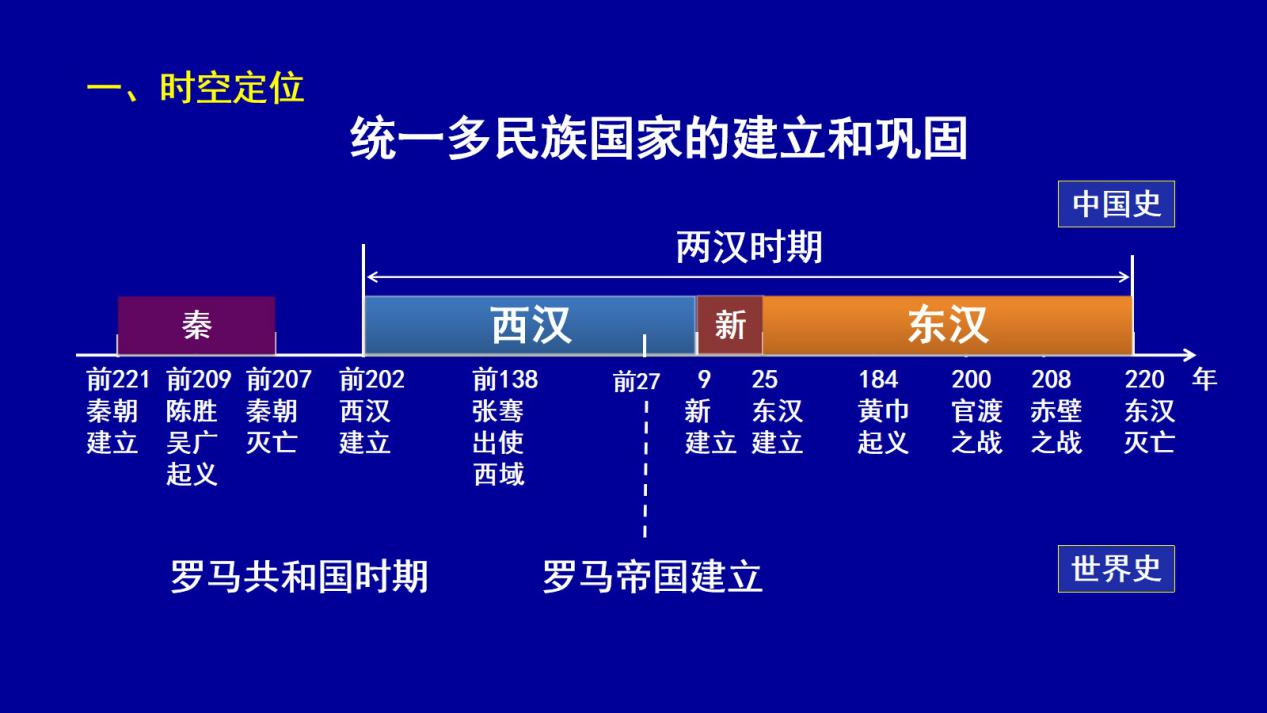 一、时空定位
统一多民族国家的建立和巩固
中国史
两汉时期
秦
西汉
新
东汉
前221
秦朝
建立
前209
陈胜
吴广
起义
前207
秦朝
灭亡
前202
西汉
建立
前138
张骞
出使
西域
前27
9
新
建立
25
东汉
建立
184
黄巾
起义
200
官渡
之战
208
赤壁
之战
220
东汉
灭亡
年
罗马共和国时期
罗马帝国建立
世界史